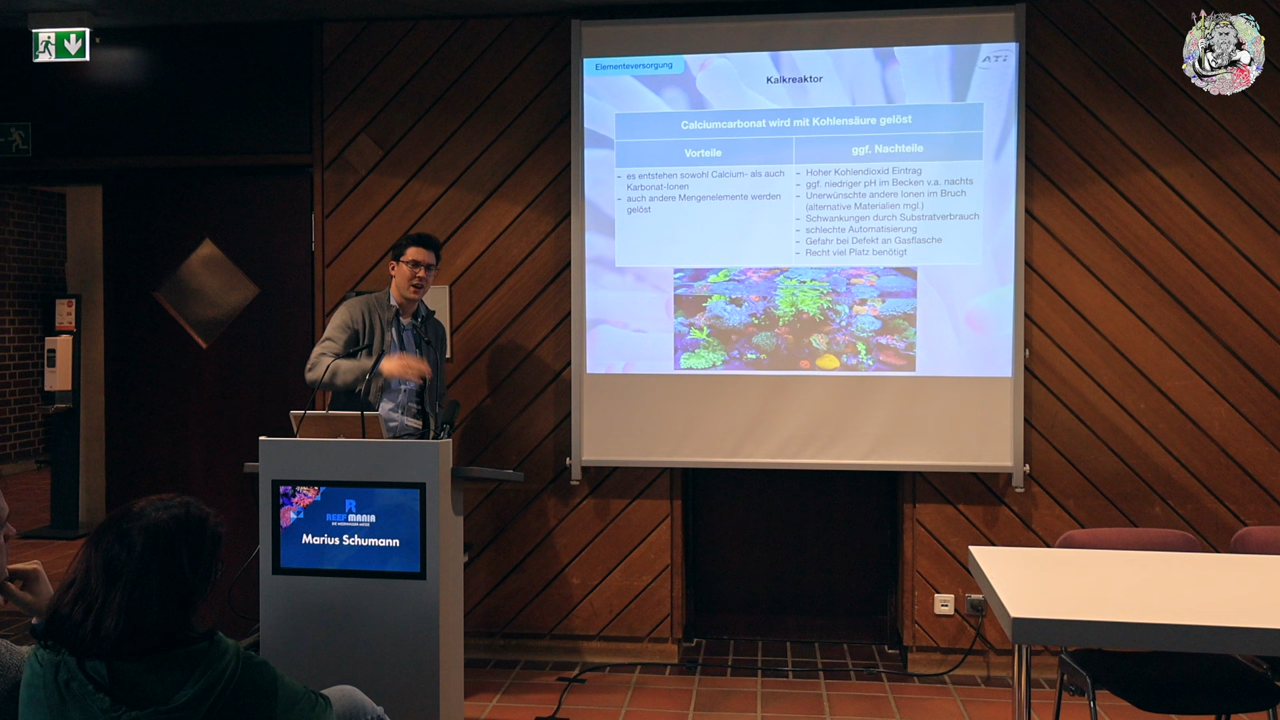 Elementeversorgung
ATI
Kalkreaktor
Calciumcarbonat wird mit Kohlensäure gelöst
Vorteile
ggf. Nachteile
– es entstehen sowohl Calcium- als auch
Karbonat-Ionen
– auch andere Mengenelemente werden
gelöst
– Hoher Kohlendioxid Eintrag
– ggf. niedriger pH im Becken v.a. nachts
– Unerwünschte andere Ionen im Bruch
(alternative Materialien mgl.)
– Schwankungen durch Substratverbrauch
– schlechte Automatisierung
– Gefahr bei Defekt an Gasflasche
– Recht viel Platz benötigt
REEF MANIA
DIE MEERWASSER-MESSE
Marius Schumann